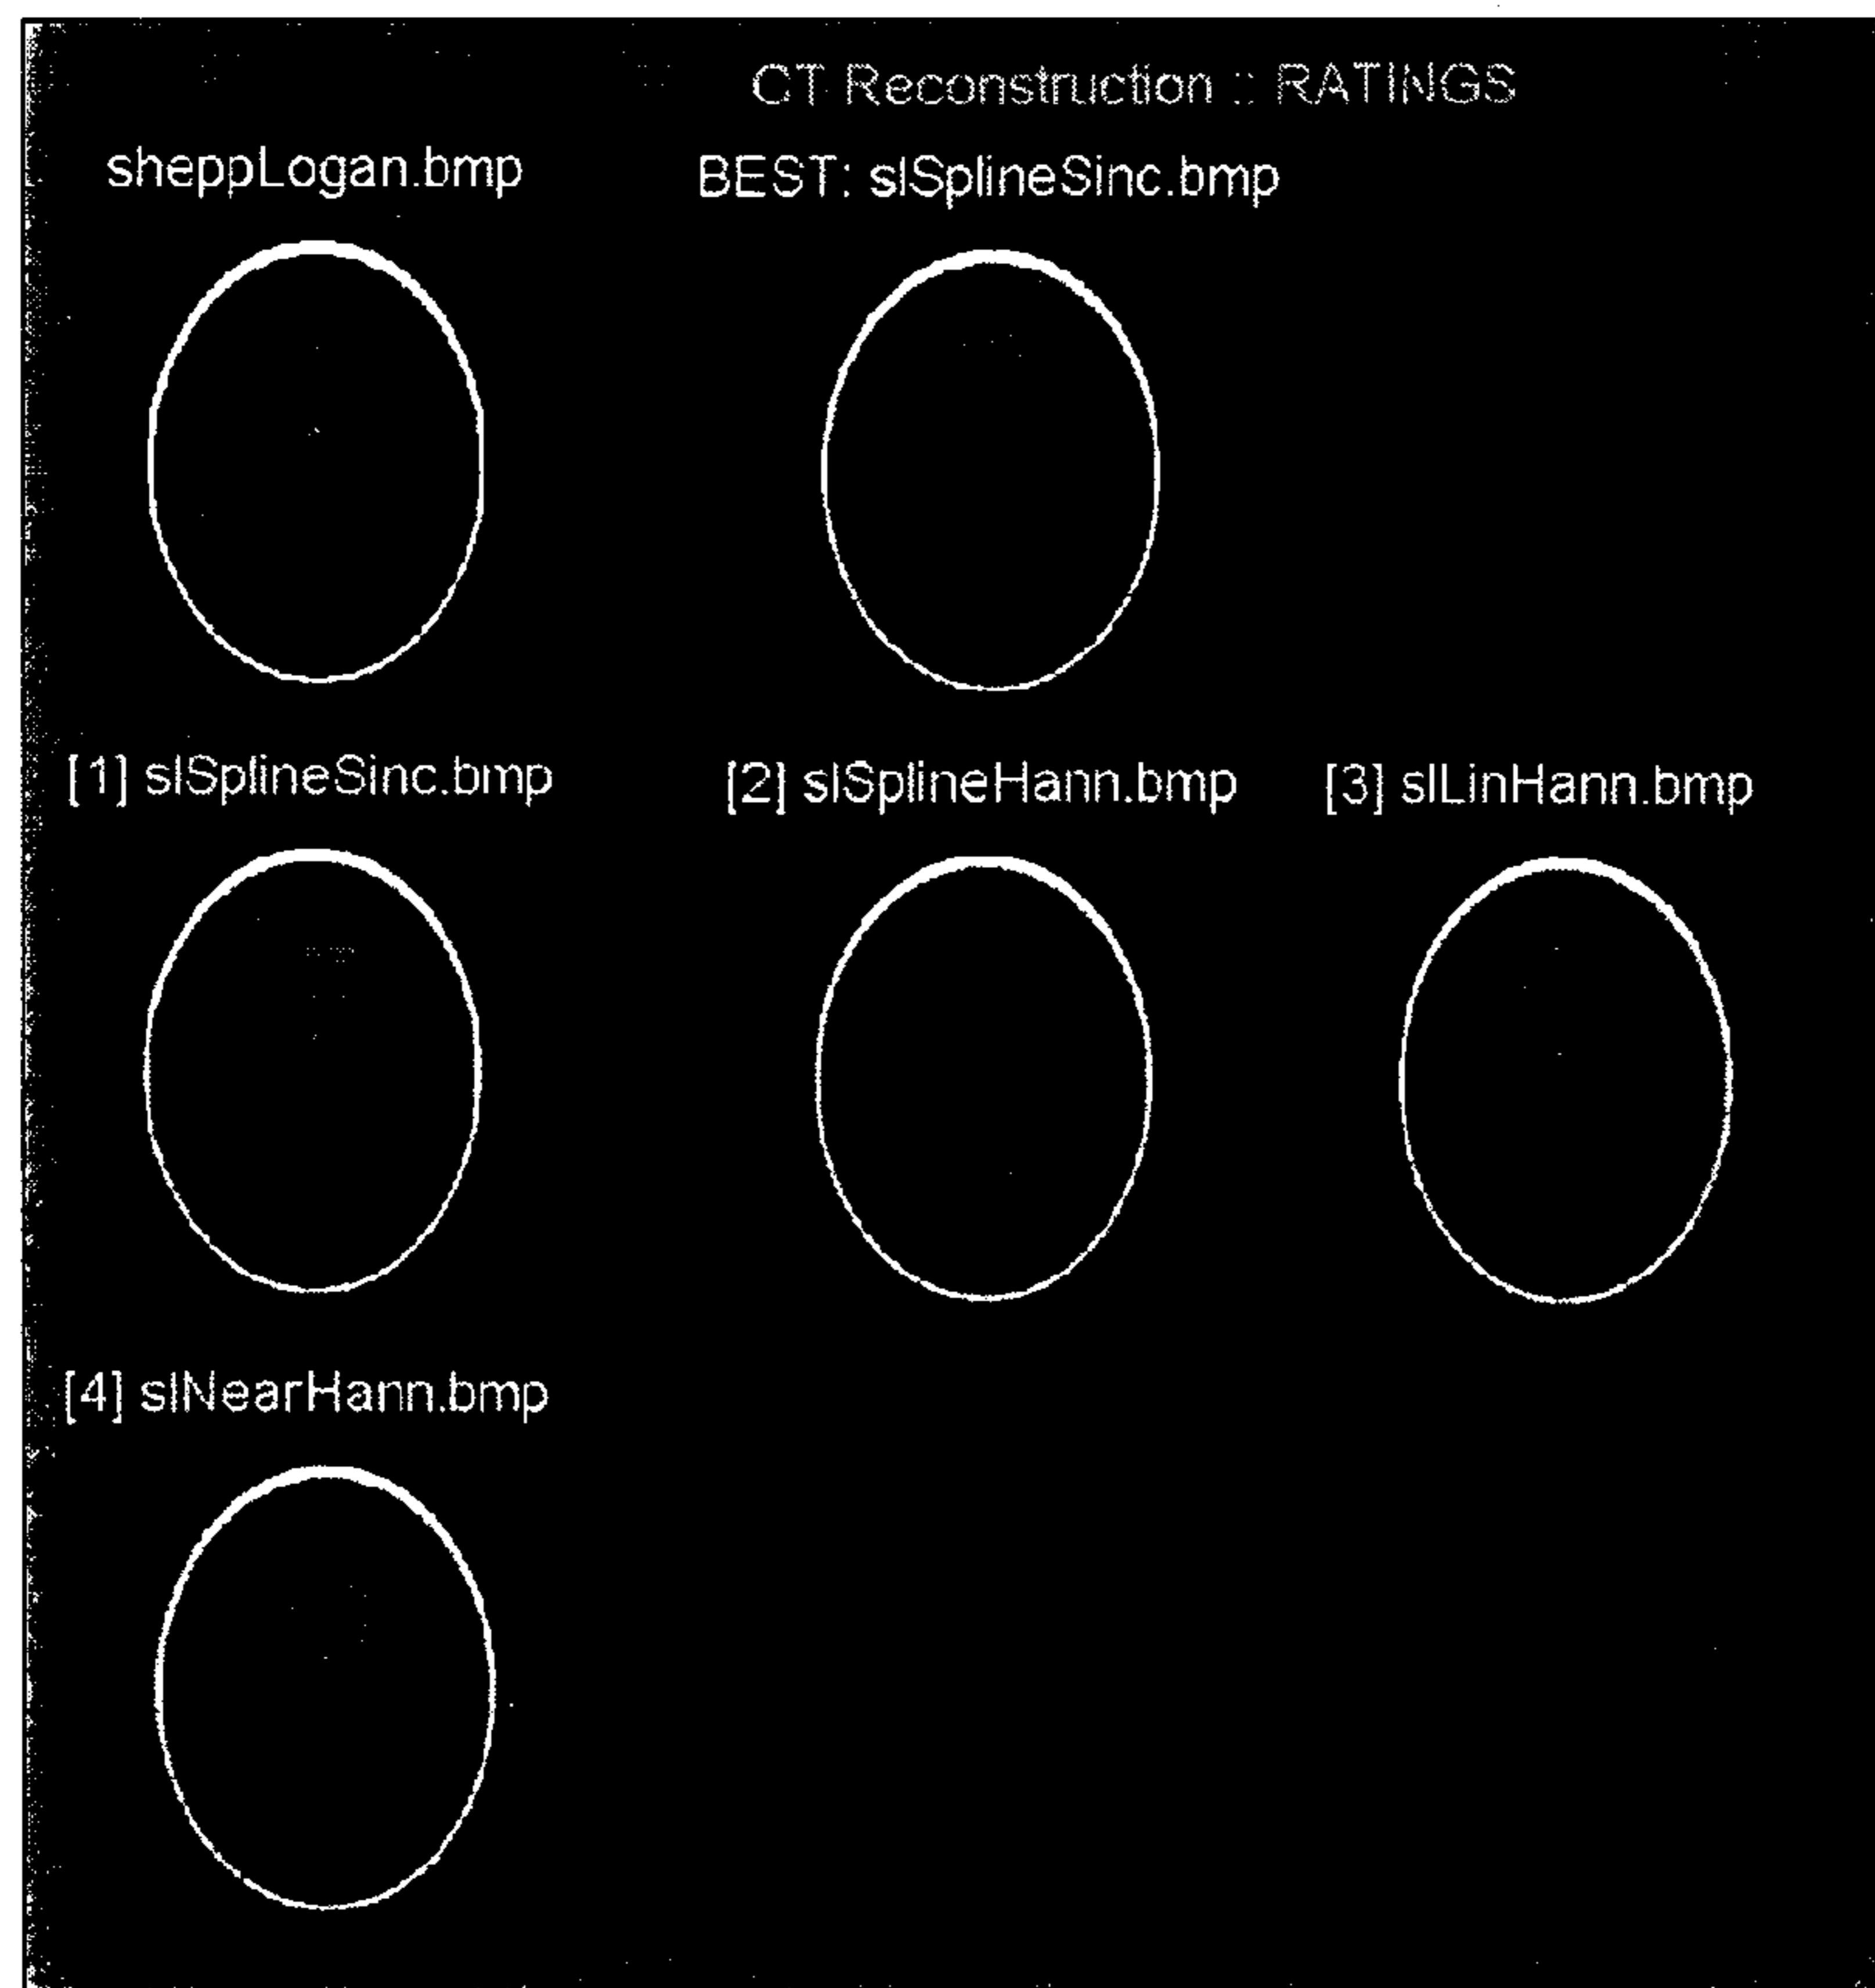 CT Reconstruction :: RATINGS
sheppLogan.bmp
BEST: slSplineSinc.bmp
[1] slSplineSinc.bmp
[2] slSplineHann.bmp
[3] slLinHann.bmp
[4] slNearHann.bmp